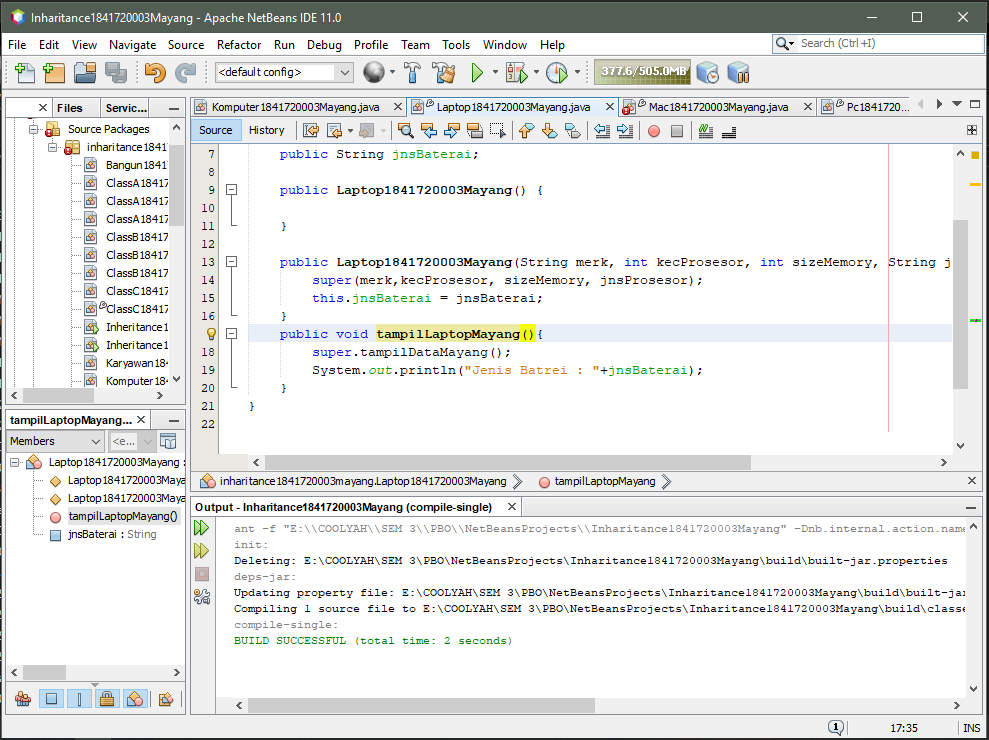 Inharitance1841720003Mayang - Apache NetBeans IDE 11.0
File Edit View Navigate Source Refactor Run Debug Profile Team Tools Window Help
Search (Ctrl+I)
<default config>
377.6/505.0MB
Files Servic...
Komputer1841720003Mayang.java Laptop1841720003Mayang.java Mac1841720003Mayang.java Pc1841720...
Source Packages
inheritance1841
Bangun1841
ClassA18417
ClassA18417
ClassA18417
ClassB18417
ClassB18417
ClassB18417
ClassC18417
ClassC18417
Inheritance1
Inheritance1
Karyawan184
Komputer184
Source History
7 public String jnsBaterai;
8
9 public Laptop1841720003Mayang() {
10
11 }
12
13 public Laptop1841720003Mayang(String merk, int kecProsesor, int sizeMemory, String j
14 super(merk,kecProsesor, sizeMemory, jnsProsesor);
15 this.jnsBaterai = jnsBaterai;
16 }
public void tampilLaptopMayang(){
18 super.tampilDataMayang();
19 System.out.println("Jenis Batrei : "+jnsBaterai);
20 }
21 }
22
inheritance1841720003mayang.Laptop1841720003Mayang tampilLaptopMayang
tampilLaptopMayang...
Members <e...
Laptop1841720003Mayang :
Laptop1841720003Maya
Laptop1841720003Maya
tampilLaptopMayang()
jnsBaterai : String
Output - Inharitance1841720003Mayang (compile-single)
ant -f "E:\\COOLYAH\\SEM 3\\PBO\\NetBeansProjects\\Inharitance1841720003Mayang" -Dnb.internal.action.name
init:
Deleting: E:\COOLYAH\SEM 3\PBO\NetBeansProjects\Inharitance1841720003Mayang\build\built-jar.properties
deps-jar:
Updating property file: E:\COOLYAH\SEM 3\PBO\NetBeansProjects\Inharitance1841720003Mayang\build\built-jar
Compiling 1 source file to E:\COOLYAH\SEM 3\PBO\NetBeansProjects\Inharitance1841720003Mayang\build\classe
compile-single:
BUILD SUCCESSFUL (total time: 2 seconds)
1 17:35 INS